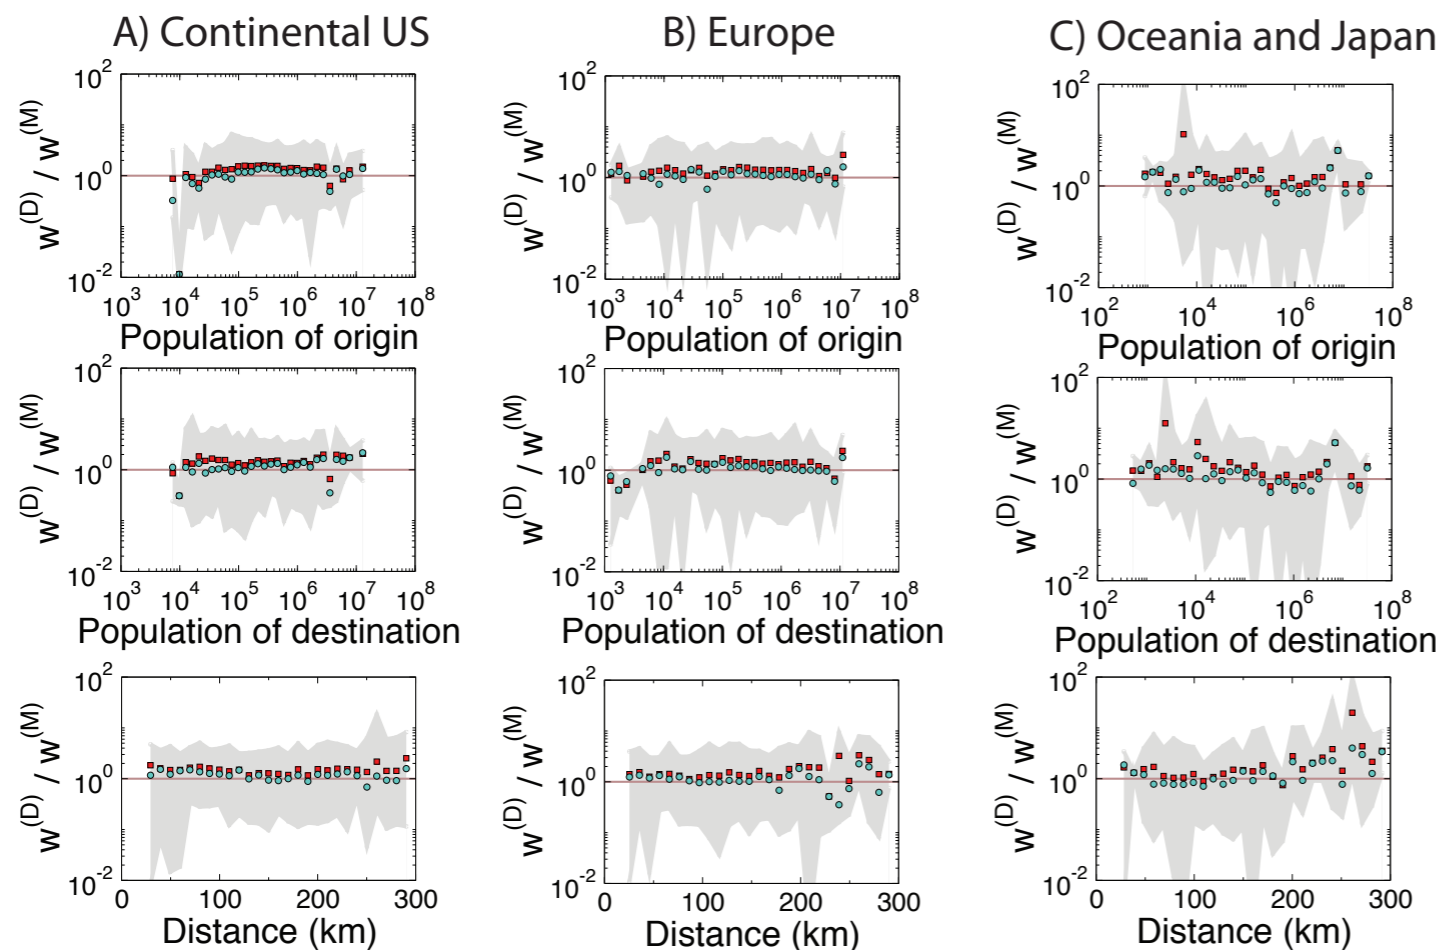 A) Continental US
B) Europe
C) Oceania and Japan
w^(D) / w^(M)
10^2
10^0
10^-2
10^3 10^4 10^5 10^6 10^7 10^8
Population of origin
w^(D) / w^(M)
10^2
10^0
10^-2
10^3 10^4 10^5 10^6 10^7 10^8
Population of origin
w^(D) / w^(M)
10^2
10^0
10^-2
10^2 10^4 10^6 10^8
Population of origin
w^(D) / w^(M)
10^2
10^0
10^-2
10^3 10^4 10^5 10^6 10^7 10^8
Population of destination
w^(D) / w^(M)
10^2
10^0
10^-2
10^3 10^4 10^5 10^6 10^7 10^8
Population of destination
w^(D) / w^(M)
10^2
10^0
10^-2
10^2 10^4 10^6 10^8
Population of destination
w^(D) / w^(M)
10^2
10^0
10^-2
0 100 200 300
Distance (km)
w^(D) / w^(M)
10^2
10^0
10^-2
0 100 200 300
Distance (km)
w^(D) / w^(M)
10^2
10^0
10^-2
0 100 200 300
Distance (km)